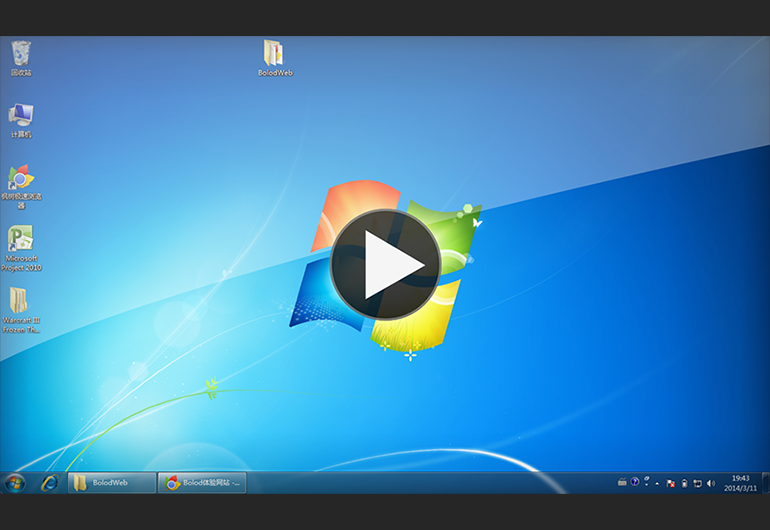 回收站
BolodWeb
计算机
枫树极速浏览
器
Microsoft
Project 2010
Warcraft III
Frozen Th...
BolodWeb
Bolod体验网站 -...
19:43
2014/3/11